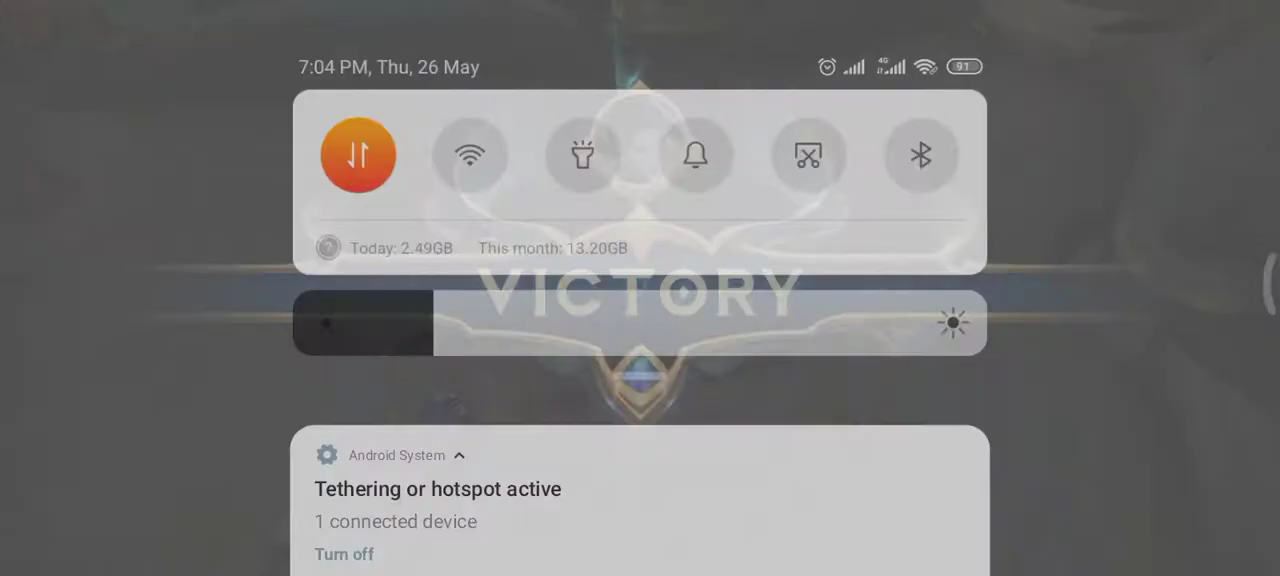 7:04 PM, Thu, 26 May
4G
91
Today: 2.49GB This month: 13.20GB
VICTORY
Android System
Tethering or hotspot active
1 connected device
Turn off